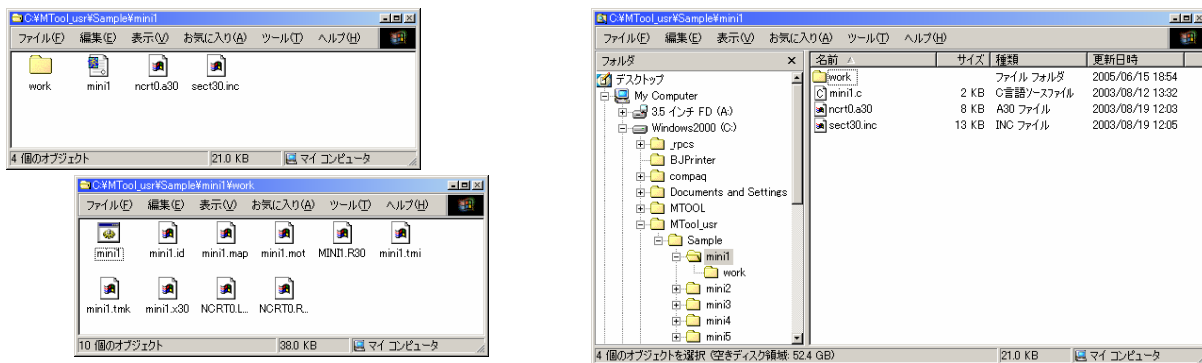 C:¥MTool_usr¥Sample¥mini1
ファイル(F) 編集(E) 表示(V) お気に入り(A) ツール(T) ヘルプ(H)
work mini1 ncrt0.a30 sect30.inc
4 個のオブジェクト 21.0 KB マイ コンピュータ
C:¥MTool_usr¥Sample¥mini1¥work
ファイル(F) 編集(E) 表示(V) お気に入り(A) ツール(T) ヘルプ(H)
mini1 mini1.id mini1.map mini1.mot MINI1.R30 mini1.tmi
mini1.tmk mini1.x30 NCRT0.L... NCRT0.R...
10 個のオブジェクト 38.0 KB マイ コンピュータ
C:¥MTool_usr¥Sample¥mini1
ファイル(F) 編集(E) 表示(V) お気に入り(A) ツール(T) ヘルプ(H)
フォルダ ×
デスクトップ
My Computer
3.5 インチ FD (A:)
Windows2000 (C:)
_rpcs
BJPrinter
compaq
Documents and Settings
MTOOL
MTool_usr
Sample
mini1
work
mini2
mini3
mini4
mini5
名前 サイズ 種類 更新日時
work ファイル フォルダ 2005/06/15 18:54
mini1.c 2 KB C言語ソースファイル 2003/08/12 13:32
ncrt0.a30 8 KB A30 ファイル 2003/08/19 12:03
sect30.inc 13 KB INC ファイル 2003/08/19 12:05
4 個のオブジェクトを選択 (空きディスク領域: 52.4 GB) 21.0 KB マイ コンピュータ